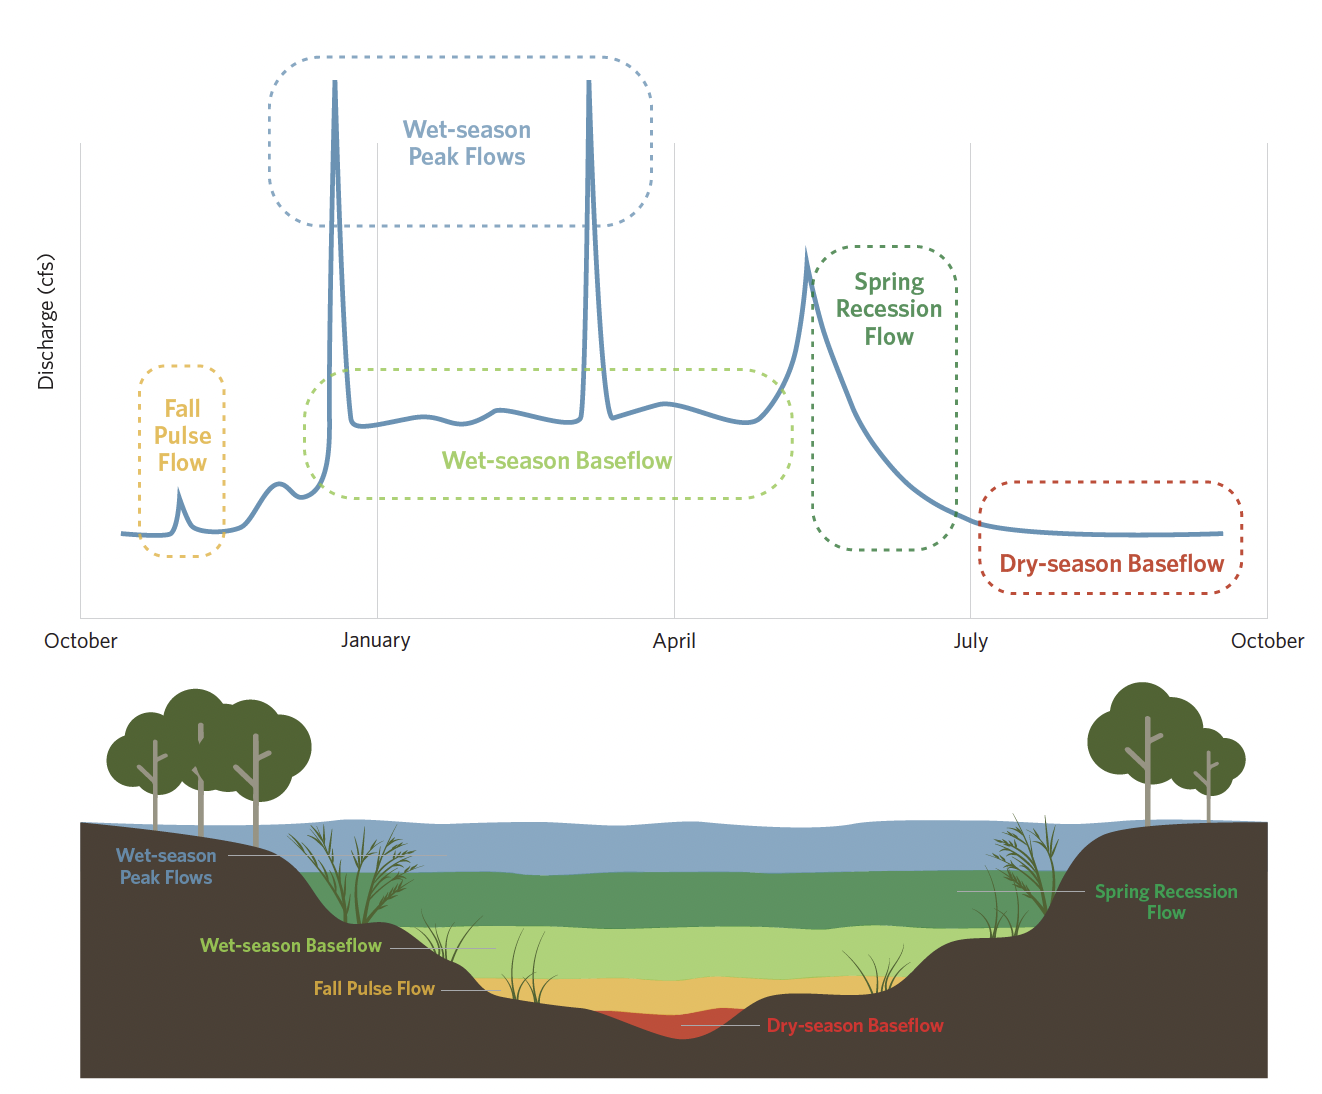 Wet-season
Peak Flows
Spring
Recession
Flow
Discharge (cfs)
Fall
Pulse
Flow
Wet-season Baseflow
Dry-season Baseflow
October
January
April
July
October
Wet-season
Peak Flows
Spring Recession
Flow
Wet-season Baseflow
Fall Pulse Flow
Dry-season Baseflow